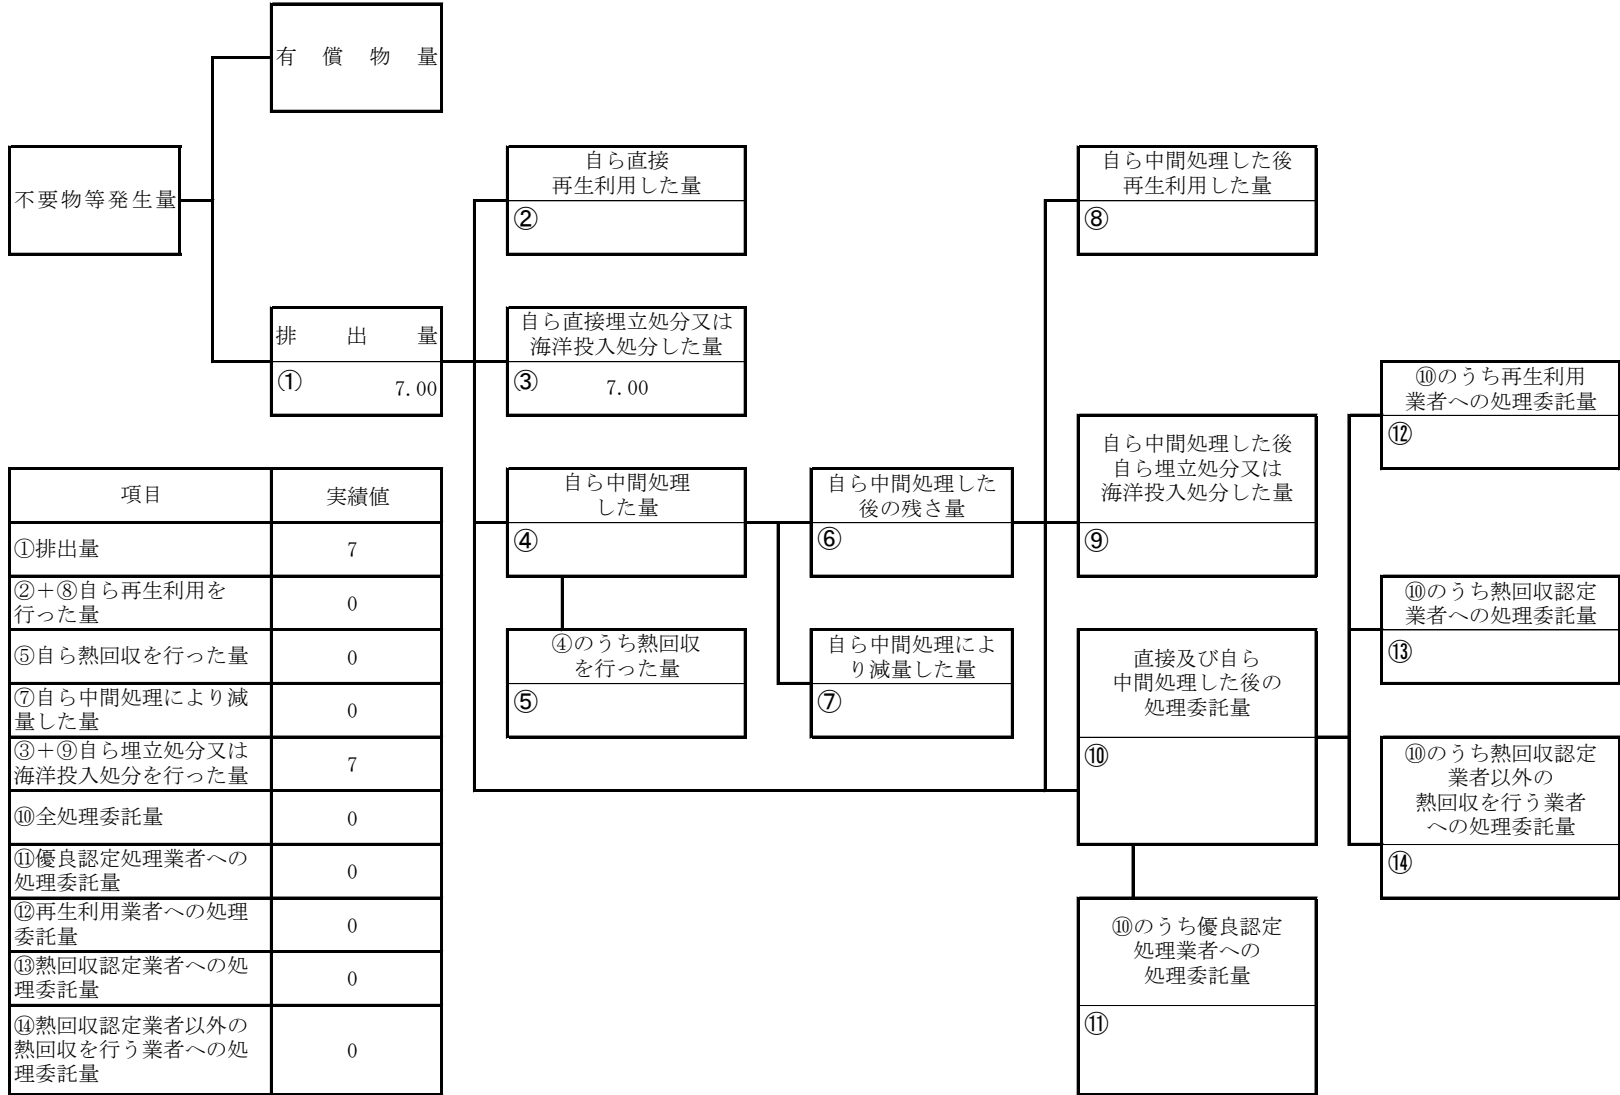 有償物量
不要物等発生量
排出量
① 7.00
自ら直接
再生利用した量
②
自ら直接埋立処分又は
海洋投入処分した量
③ 7.00
自ら中間処理
した量
④
④のうち熱回収
を行った量
⑤
自ら中間処理した
後の残さ量
⑥
自ら中間処理によ
り減量した量
⑦
自ら中間処理した後
再生利用した量
⑧
自ら中間処理した後
自ら埋立処分又は
海洋投入処分した量
⑨
直接及び自ら
中間処理した後の
処理委託量
⑩
⑩のうち優良認定
処理業者への
処理委託量
⑪
⑩のうち再生利用
業者への処理委託量
⑫
⑩のうち熱回収認定
業者への処理委託量
⑬
⑩のうち熱回収認定
業者以外の
熱回収を行う業者
への処理委託量
⑭
項目 実績値
①排出量 7
②+⑧自ら再生利用を
行った量 0
⑤自ら熱回収を行った量 0
⑦自ら中間処理により減
量した量 0
③+⑨自ら埋立処分又は
海洋投入処分を行った量 7
⑩全処理委託量 0
⑪優良認定処理業者への
処理委託量 0
⑫再生利用業者への処理
委託量 0
⑬熱回収認定業者への処
理委託量 0
⑭熱回収認定業者以外の
熱回収を行う業者への処
理委託量 0